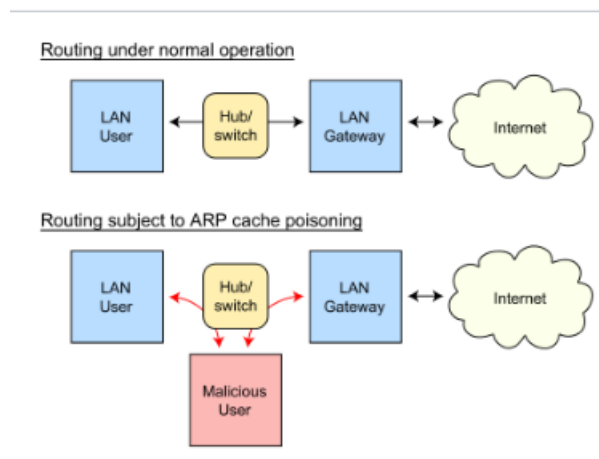 Routing under normal operation
LAN
User
Hub/
switch
LAN
Gateway
Internet
Routing subject to ARP cache poisoning
LAN
User
Hub/
switch
LAN
Gateway
Internet
Malicious
User